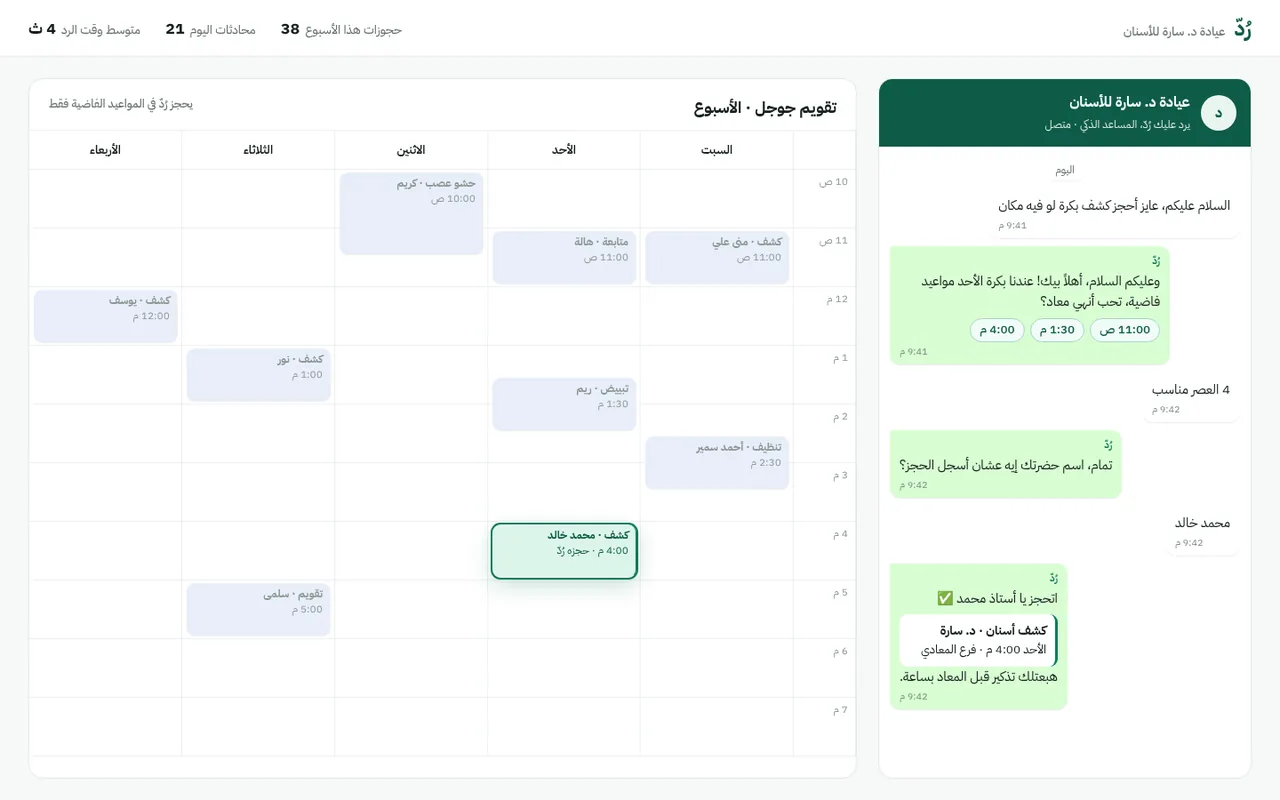 رُدّ عيادة د. سارة للأسنان
حجوزات هذا الأسبوع 38 محادثات اليوم 21 متوسط وقت الرد 4 ث
د
عيادة د. سارة للأسنان
يرد عليك رُدّ، المساعد الذكي · متصل
اليوم
السلام عليكم، عايز أحجز كشف بكرة لو فيه مكان
9:41 م
رُدّ
وعليكم السلام، أهلاً بيك! عندنا بكرة الأحد مواعيد
فاضية، تحب أنهي معاد؟
11:00 ص 1:30 م 4:00 م
9:41 م
4 العصر مناسب
9:42 م
رُدّ
تمام، اسم حضرتك إيه عشان أسجل الحجز؟
9:42 م
محمد خالد
9:42 م
رُدّ
اتحجز يا أستاذ محمد ✅
كشف أسنان · د. سارة
الأحد 4:00 م · فرع المعادي
هبعتلك تذكير قبل المعاد بساعة.
9:42 م
تقويم جوجل · الأسبوع
يحجز رُدّ في المواعيد الفاضية فقط
السبت الأحد الاثنين الثلاثاء الأربعاء
10 ص
حشو عصب · كريم
10:00 ص
11 ص
كشف · منى علي
11:00 ص
متابعة · هالة
11:00 ص
12 م
كشف · يوسف
12:00 م
1 م
كشف · نور
1:00 م
تبييض · ريم
1:30 م
2 م
تنظيف · أحمد سمير
2:30 م
3 م
4 م
كشف · محمد خالد
4:00 م · حجزه رُدّ
5 م
تقويم · سلمى
5:00 م
6 م
7 م